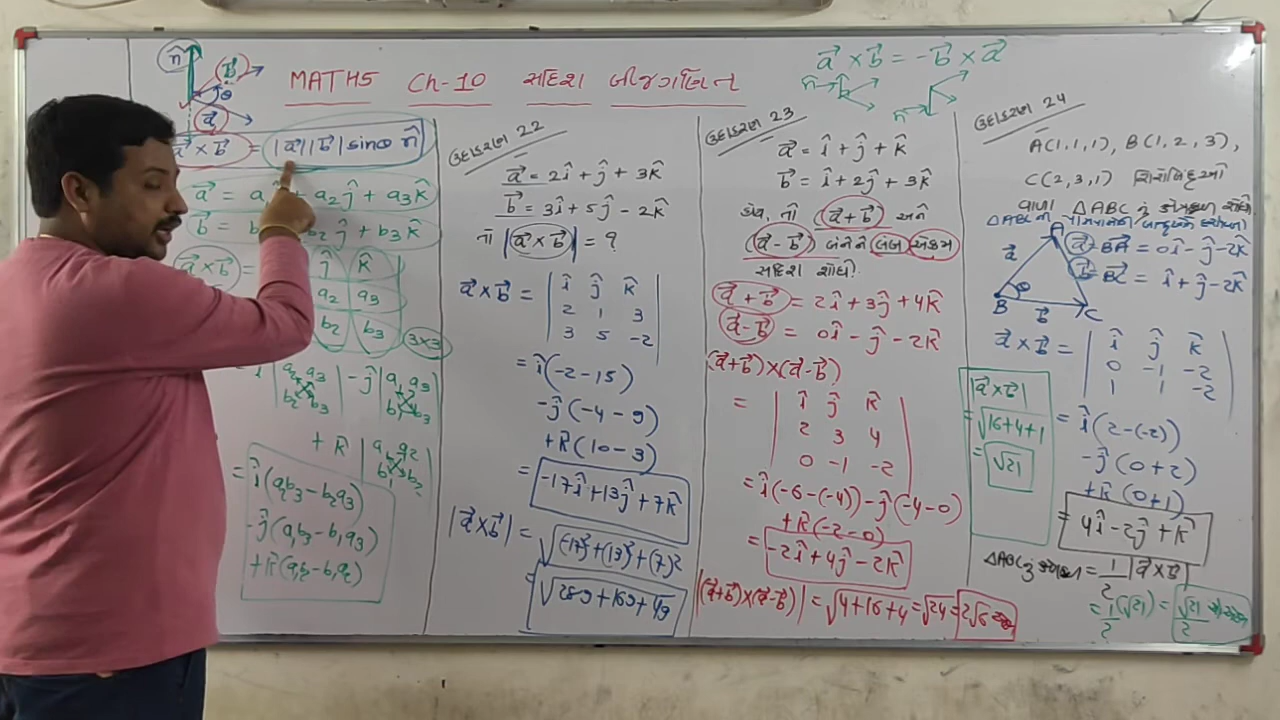 MATHS Ch-10 સદિશ બીજગણિત
a⃗ × b⃗ = -b⃗ × a⃗
n̂
b⃗
θ
a⃗
a⃗ × b⃗ = |a⃗||b⃗| sinθ n̂
a⃗ = a₂ĵ + a₃k̂
b⃗ = b₂ĵ + b₃k̂
a⃗ × b⃗ = ĵ k̂
a₂ a₃
b₂ b₃ 3×3
a₂ a₃ -ĵ a₁ a₃
b₂ b₃ b₁ b₃
+ k̂ a₁ a₂
b₁ b₂
= î(a₂b₃ - b₂a₃)
-ĵ(a₁b₃ - b₁a₃)
+k̂(a₁b₂ - b₁a₂)
ઉદાહરણ 22
a⃗ = 2î + ĵ + 3k̂
b⃗ = 3î + 5ĵ - 2k̂
તો |a⃗ × b⃗| = ?
a⃗ × b⃗ = | î ĵ k̂ |
2 1 3
3 5 -2
= î(-2-15)
-ĵ(-4-9)
+k̂(10-3)
= -17î + 13ĵ + 7k̂
|a⃗ × b⃗| = √(-17)² + (13)² + (7)²
= √289 + 169 + 49
ઉદાહરણ 23
a⃗ = î + ĵ + k̂
b⃗ = î + 2ĵ + 3k̂
હોય, તો (a⃗ + b⃗) અને
(a⃗ - b⃗) બંનેને લંબ એકમ
સદિશ શોધો?
a⃗ + b⃗ = 2î + 3ĵ + 4k̂
a⃗ - b⃗ = 0î - ĵ - 2k̂
(a⃗+b⃗)×(a⃗-b⃗)
= | î ĵ k̂ |
2 3 4
0 -1 -2
= î(-6-(-4)) - ĵ(-4-0)
+k̂(-2-0)
= -2î + 4ĵ - 2k̂
|(a⃗+b⃗)×(a⃗-b⃗)| = √4+16+4 = √24 = 2√6
ઉદાહરણ 24
A(1,1,1), B(1,2,3),
C(2,3,1) શિરોબિંદુઓ
વાળા ΔABC નું
ΔABC ની
A
a⃗ = BA⃗ = 0î - ĵ - 2k̂
b⃗ = BC⃗ = î + ĵ - 2k̂
a⃗
θ
B b⃗ C
a⃗ × b⃗ = | î ĵ k̂ |
0 -1 -2
1 1 -2
= î(2-(-2))
-ĵ(0+2)
+k̂(0+1)
= 4î - 2ĵ + k̂
|a⃗ × b⃗|
= √16+4+1
= √21
ΔABC નું = 1/2 |a⃗ × b⃗|
= 1/2 (√21) = √21/2